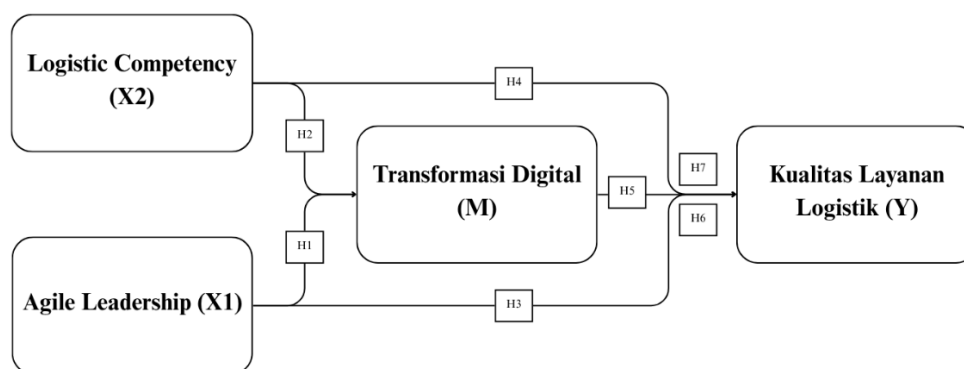 Logistic Competency
(X2)
H4
H2
Transformasi Digital
(M)
H7
H5
H6
Kualitas Layanan
Logistik (Y)
H1
Agile Leadership (X1)
H3